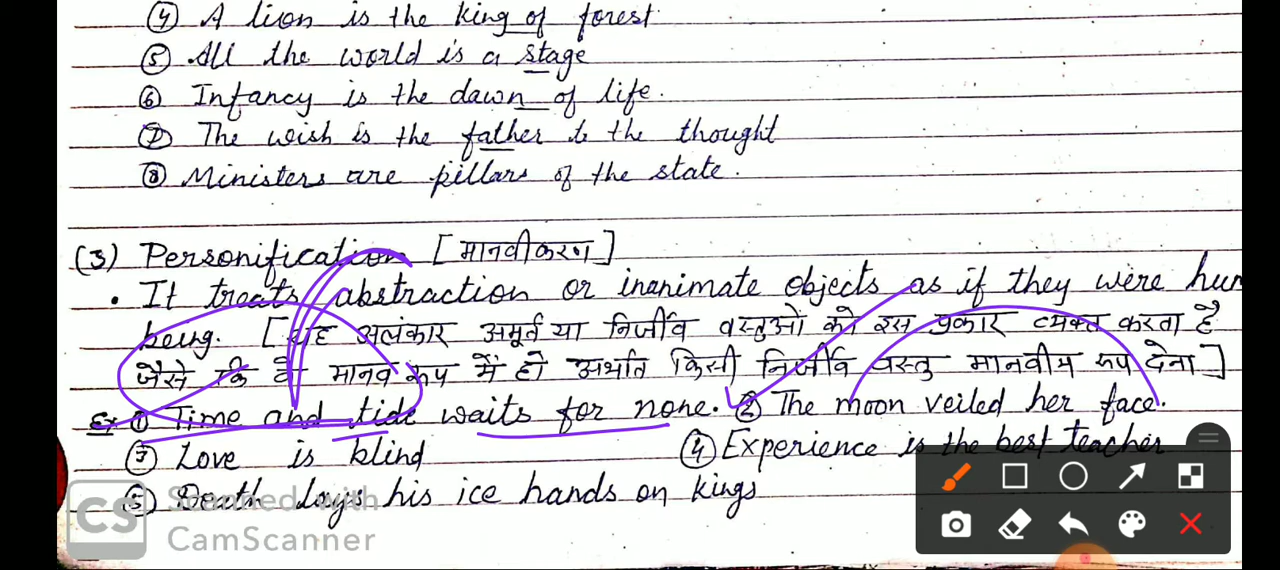 ④ A lion is the king of forest
⑤ All the world is a stage
⑥ Infancy is the dawn of life.
⑦ The wish is the father to the thought
⑧ Ministers are pillars of the state.
(3) Personification [मानवीकरण]
• It treats abstraction or inanimate objects as if they were hum
being. [यह अलंकार अमूर्त या निर्जीव वस्तुओं को इस प्रकार व्यक्त करता है
जैसे कि वे मानव रूप में हो अर्थात किसी निर्जीव वस्तु मानवीय रूप देना]
Ex ① Time and tide waits for none. ② The moon veiled her face.
③ Love is blind ④ Experience is the best teacher
⑤ Death lays his ice hands on kings
CS Scanned with
CamScanner